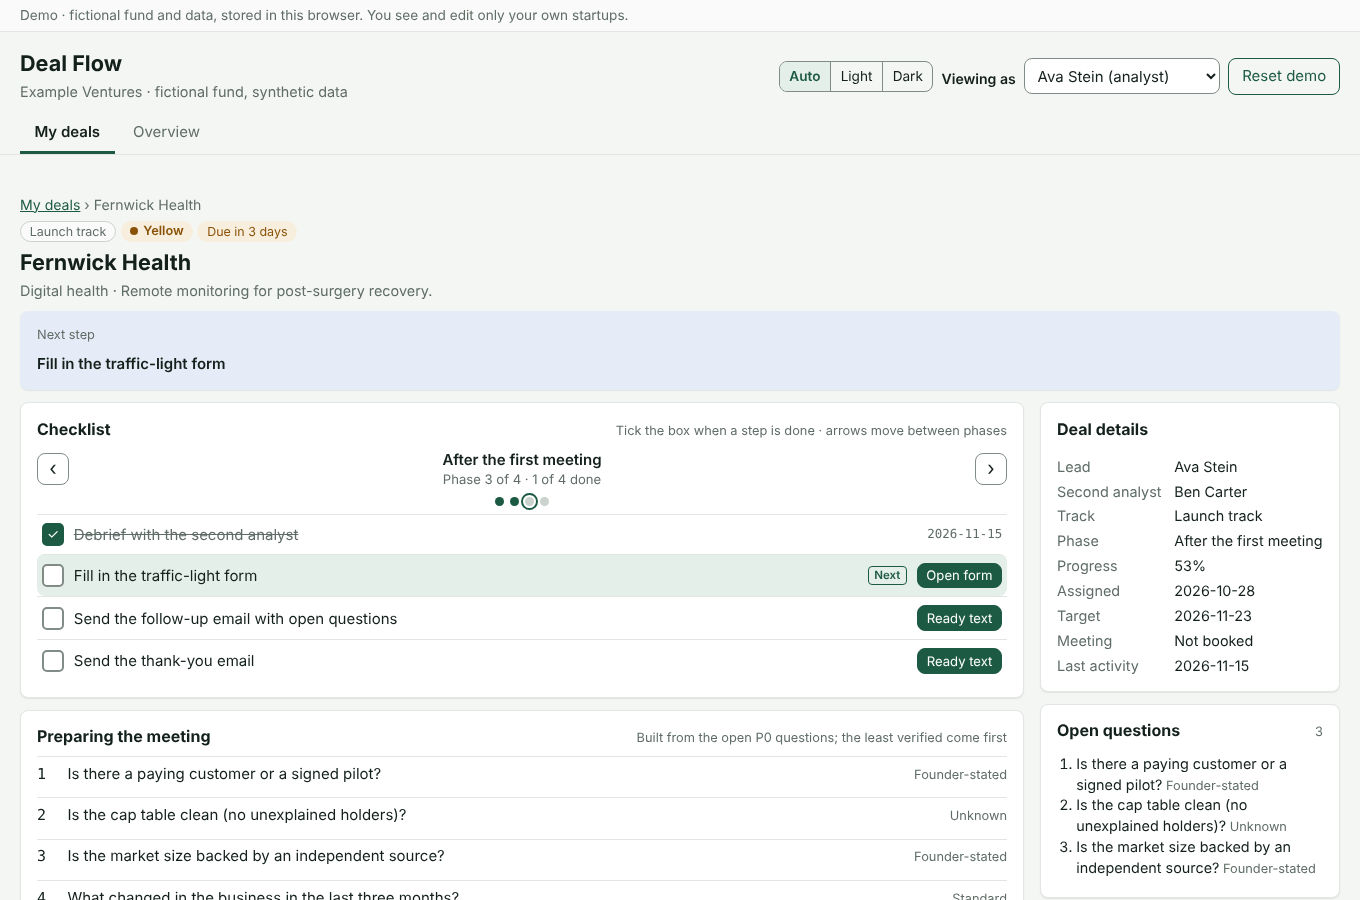 Demo · fictional fund and data, stored in this browser. You see and edit only your own startups.
Deal Flow
Example Ventures · fictional fund, synthetic data
Auto Light Dark Viewing as Ava Stein (analyst) Reset demo
My deals Overview
My deals › Fernwick Health
Launch track Yellow Due in 3 days
Fernwick Health
Digital health · Remote monitoring for post-surgery recovery.
Next step
Fill in the traffic-light form
Checklist Tick the box when a step is done · arrows move between phases
After the first meeting
Phase 3 of 4 · 1 of 4 done
Debrief with the second analyst 2026-11-15
Fill in the traffic-light form Next Open form
Send the follow-up email with open questions Ready text
Send the thank-you email Ready text
Preparing the meeting Built from the open P0 questions; the least verified come first
1 Is there a paying customer or a signed pilot? Founder-stated
2 Is the cap table clean (no unexplained holders)? Unknown
3 Is the market size backed by an independent source? Founder-stated
4 What changed in the business in the last three months? Standard
Deal details
Lead Ava Stein
Second analyst Ben Carter
Track Launch track
Phase After the first meeting
Progress 53%
Assigned 2026-10-28
Target 2026-11-23
Meeting Not booked
Last activity 2026-11-15
Open questions 3
1. Is there a paying customer or a
signed pilot? Founder-stated
2. Is the cap table clean (no
unexplained holders)? Unknown
3. Is the market size backed by an
independent source? Founder-stated